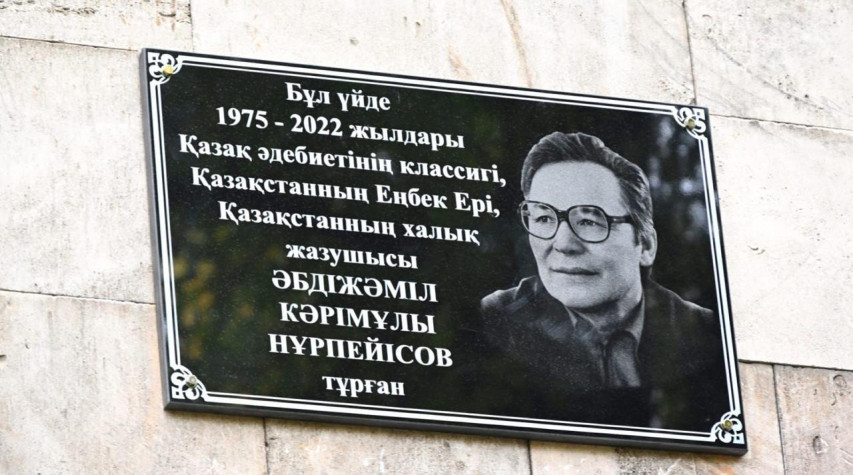 Бұл үйде
1975 - 2022 жылдары
Қазақ әдебиетінің классигі,
Қазақстанның Еңбек Ері,
Қазақстанның халық
жазушысы
ӘБДІЖӘМІЛ
КӘРІМҰЛЫ
НҰРПЕЙІСОВ
тұрған